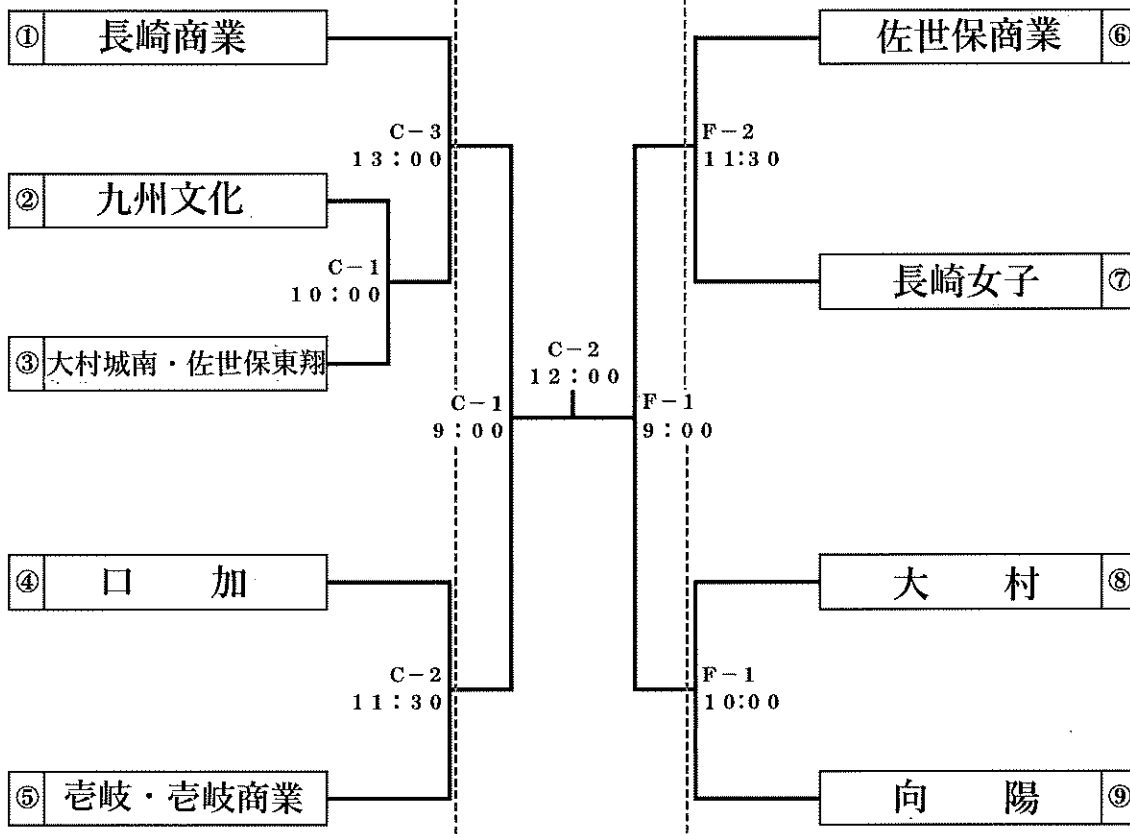 ① 長崎商業
C-3
13:00
② 九州文化
C-1
10:00
③ 大村城南・佐世保東翔
C-1
9:00
④ 口 加
C-2
11:30
⑤ 壱岐・壱岐商業
C-2
12:00
佐世保商業 ⑥
F-2
11:30
長崎女子 ⑦
F-1
9:00
大 村 ⑧
F-1
10:00
向 陽 ⑨